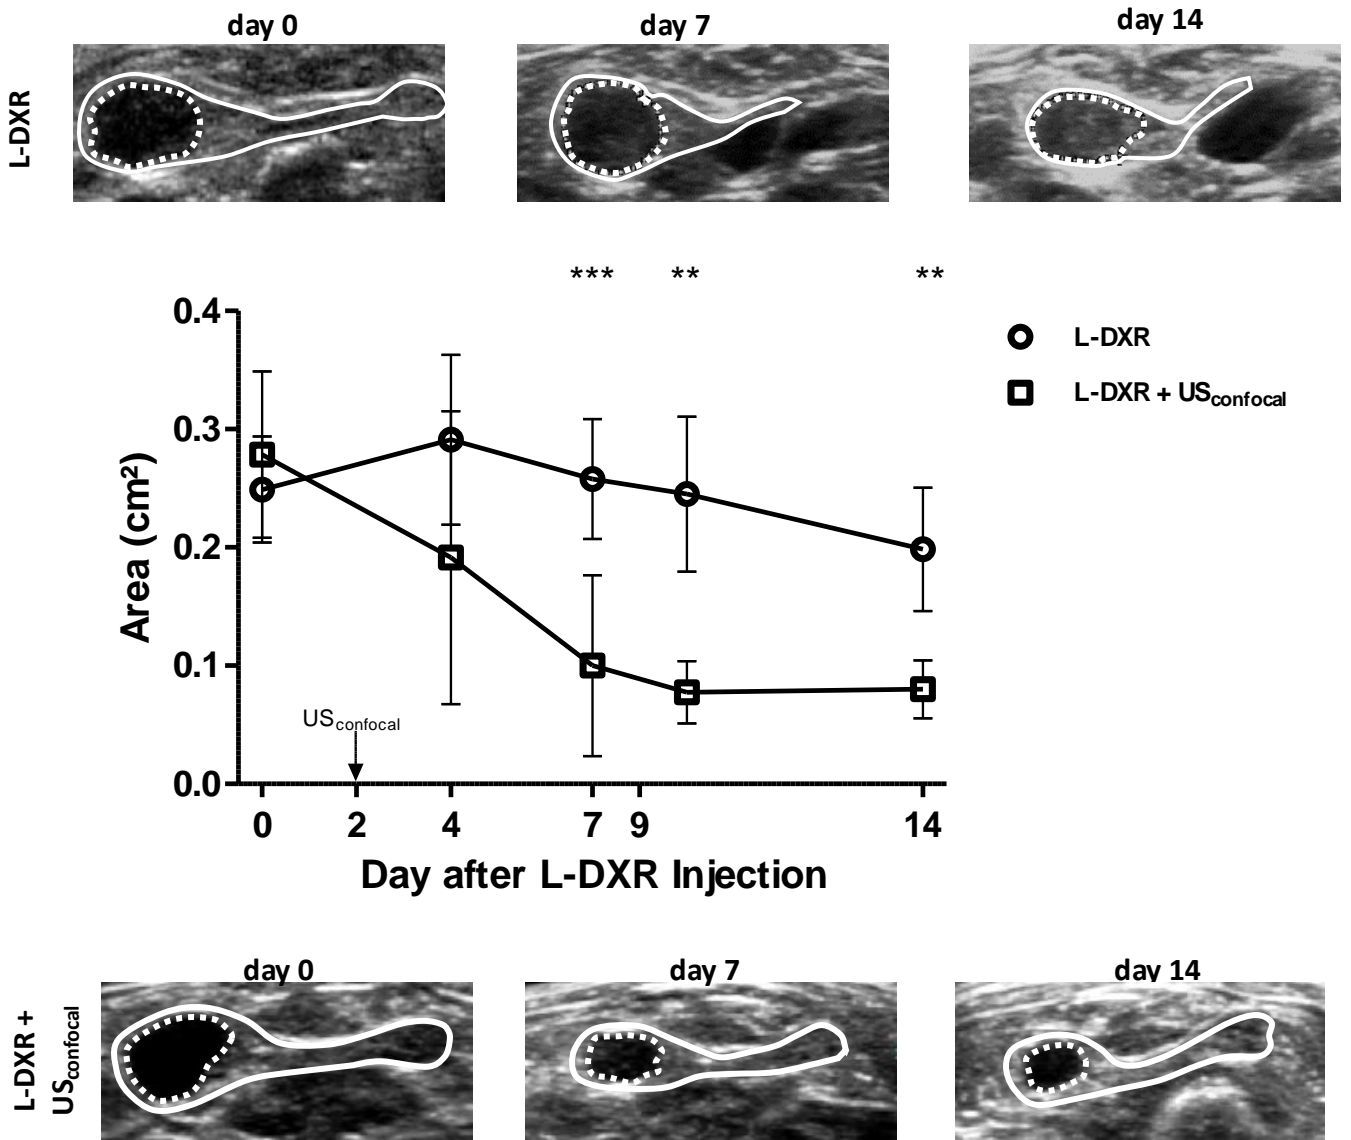 day 0
day 7
day 14
L-DXR
*** ** **
0.4
0.3
0.2
0.1
0.0
Area (cm²)
L-DXR
L-DXR + USconfocal
USconfocal
0 2 4 7 9 14
Day after L-DXR Injection
day 0
day 7
day 14
L-DXR +
USconfocal